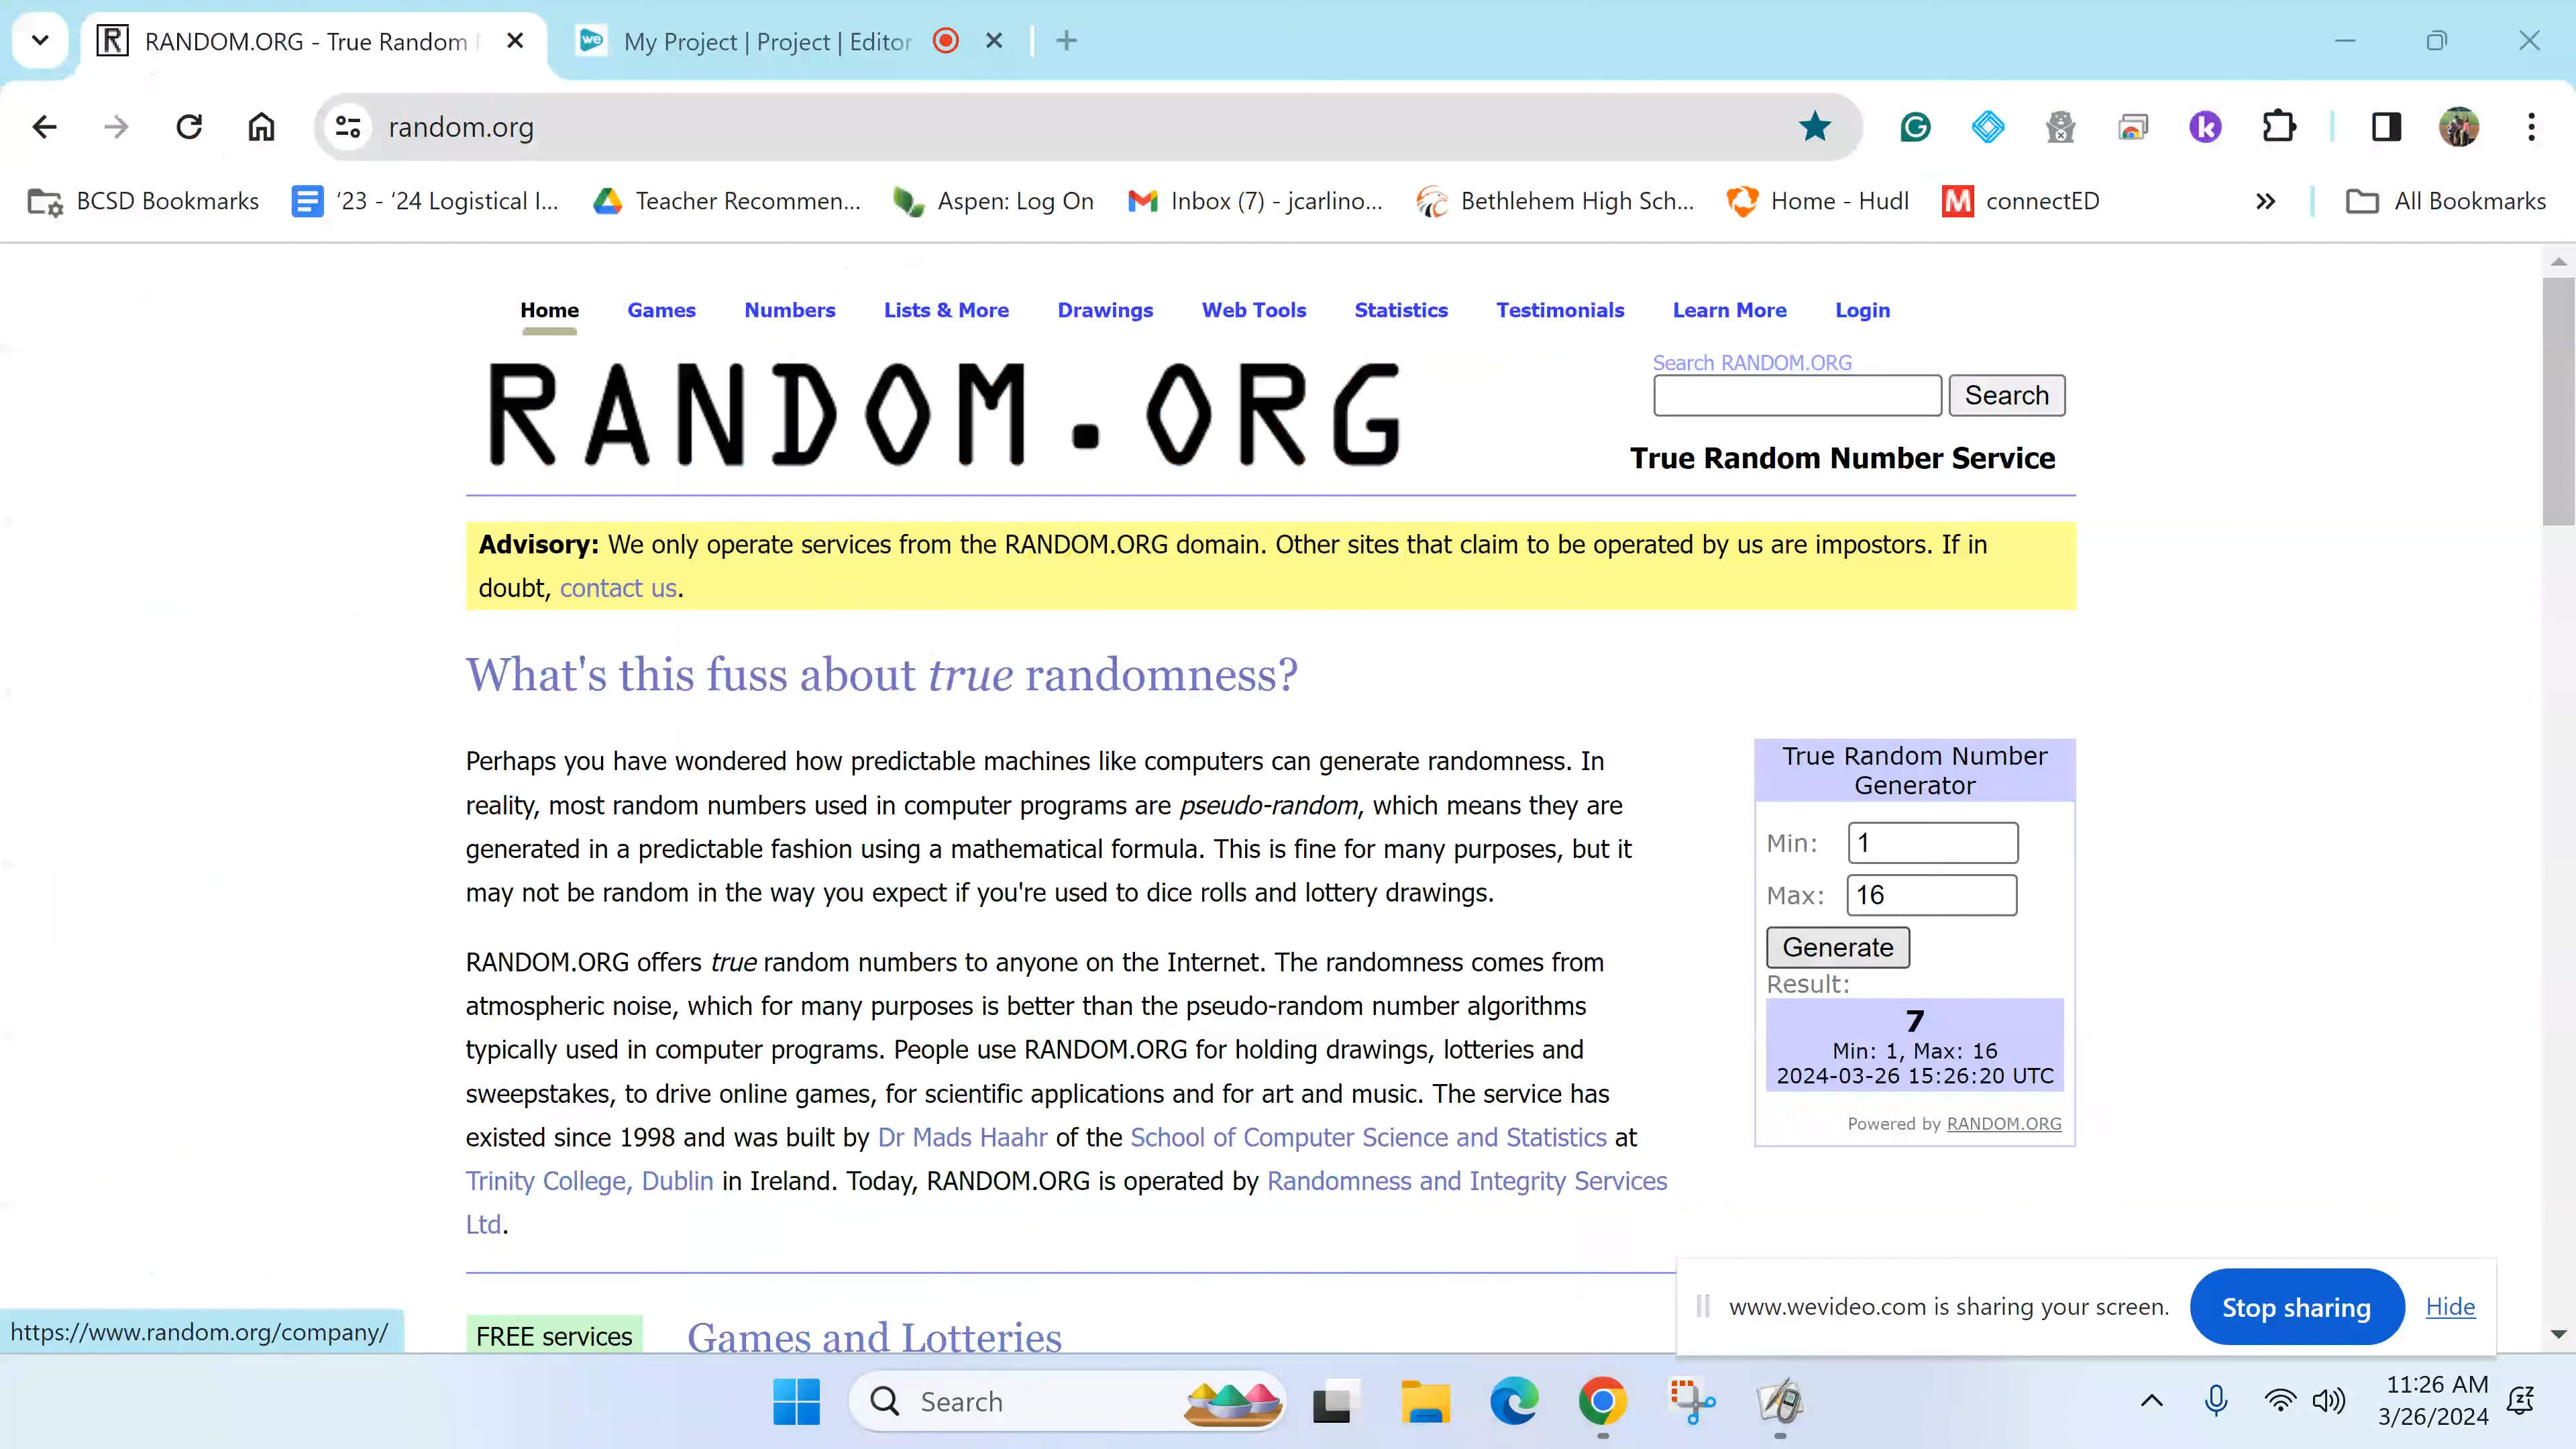 RANDOM.ORG - True Random
My Project | Project | Editor
random.org
BCSD Bookmarks
'23 - '24 Logistical I...
Teacher Recommen...
Aspen: Log On
Inbox (7) - jcarlino...
Bethlehem High Sch...
Home - Hudl
connectED
All Bookmarks
Home
Games
Numbers
Lists & More
Drawings
Web Tools
Statistics
Testimonials
Learn More
Login
RANDOM.ORG
Search RANDOM.ORG
Search
True Random Number Service
Advisory: We only operate services from the RANDOM.ORG domain. Other sites that claim to be operated by us are impostors. If in
doubt, contact us.
What's this fuss about true randomness?
Perhaps you have wondered how predictable machines like computers can generate randomness. In
reality, most random numbers used in computer programs are pseudo-random, which means they are
generated in a predictable fashion using a mathematical formula. This is fine for many purposes, but it
may not be random in the way you expect if you're used to dice rolls and lottery drawings.
RANDOM.ORG offers true random numbers to anyone on the Internet. The randomness comes from
atmospheric noise, which for many purposes is better than the pseudo-random number algorithms
typically used in computer programs. People use RANDOM.ORG for holding drawings, lotteries and
sweepstakes, to drive online games, for scientific applications and for art and music. The service has
existed since 1998 and was built by Dr Mads Haahr of the School of Computer Science and Statistics at
Trinity College, Dublin in Ireland. Today, RANDOM.ORG is operated by Randomness and Integrity Services
Ltd.
True Random Number
Generator
Min: 1
Max: 16
Generate
Result:
7
Min: 1, Max: 16
2024-03-26 15:26:20 UTC
Powered by RANDOM.ORG
FREE services
Games and Lotteries
www.wevideo.com is sharing your screen.
Stop sharing
Hide
https://www.random.org/company/
Search
11:26 AM
3/26/2024